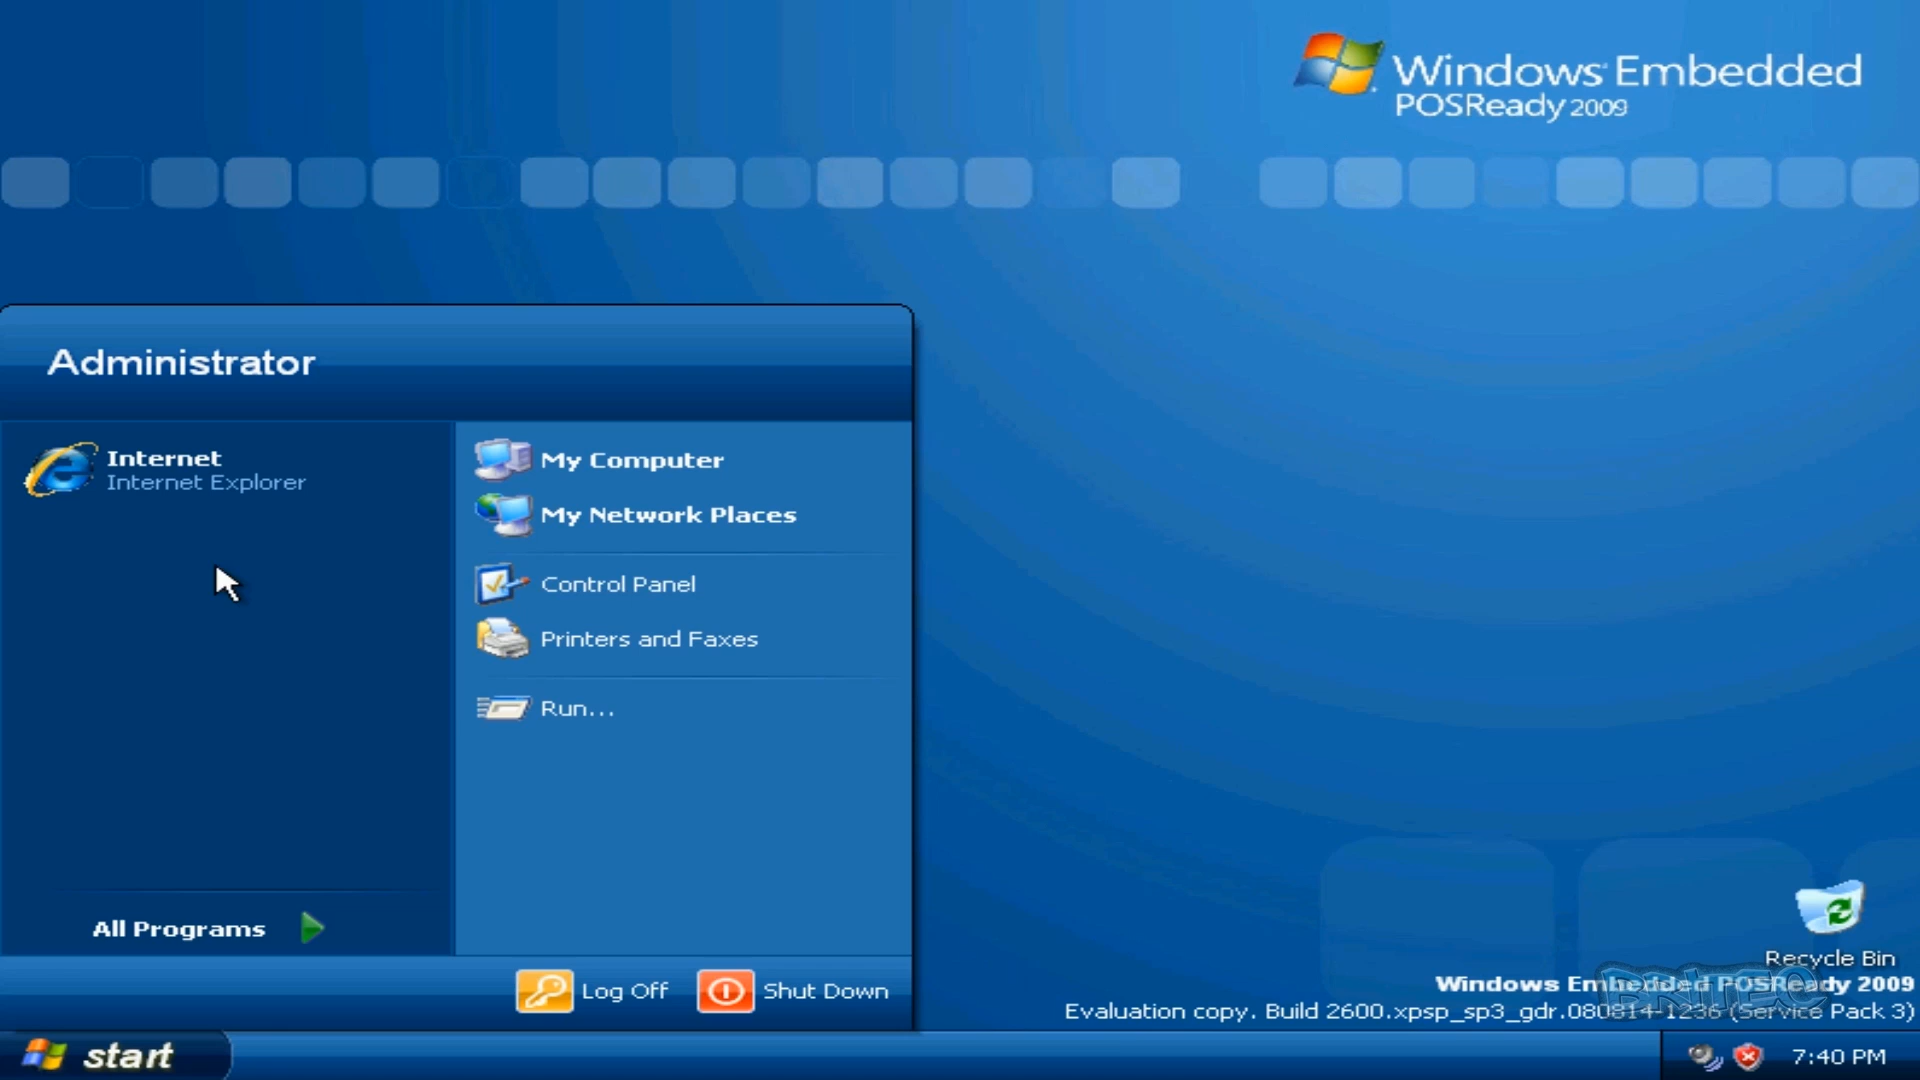 Windows Embedded
POSReady 2009
Administrator
Internet
Internet Explorer
My Computer
My Network Places
Control Panel
Printers and Faxes
Run...
All Programs
Log Off
Shut Down
Recycle Bin
Windows Embedded POSReady 2009
Evaluation copy. Build 2600.xpsp_sp3_gdr.080814-1236 (Service Pack 3)
BRITEC
start
7:40 PM